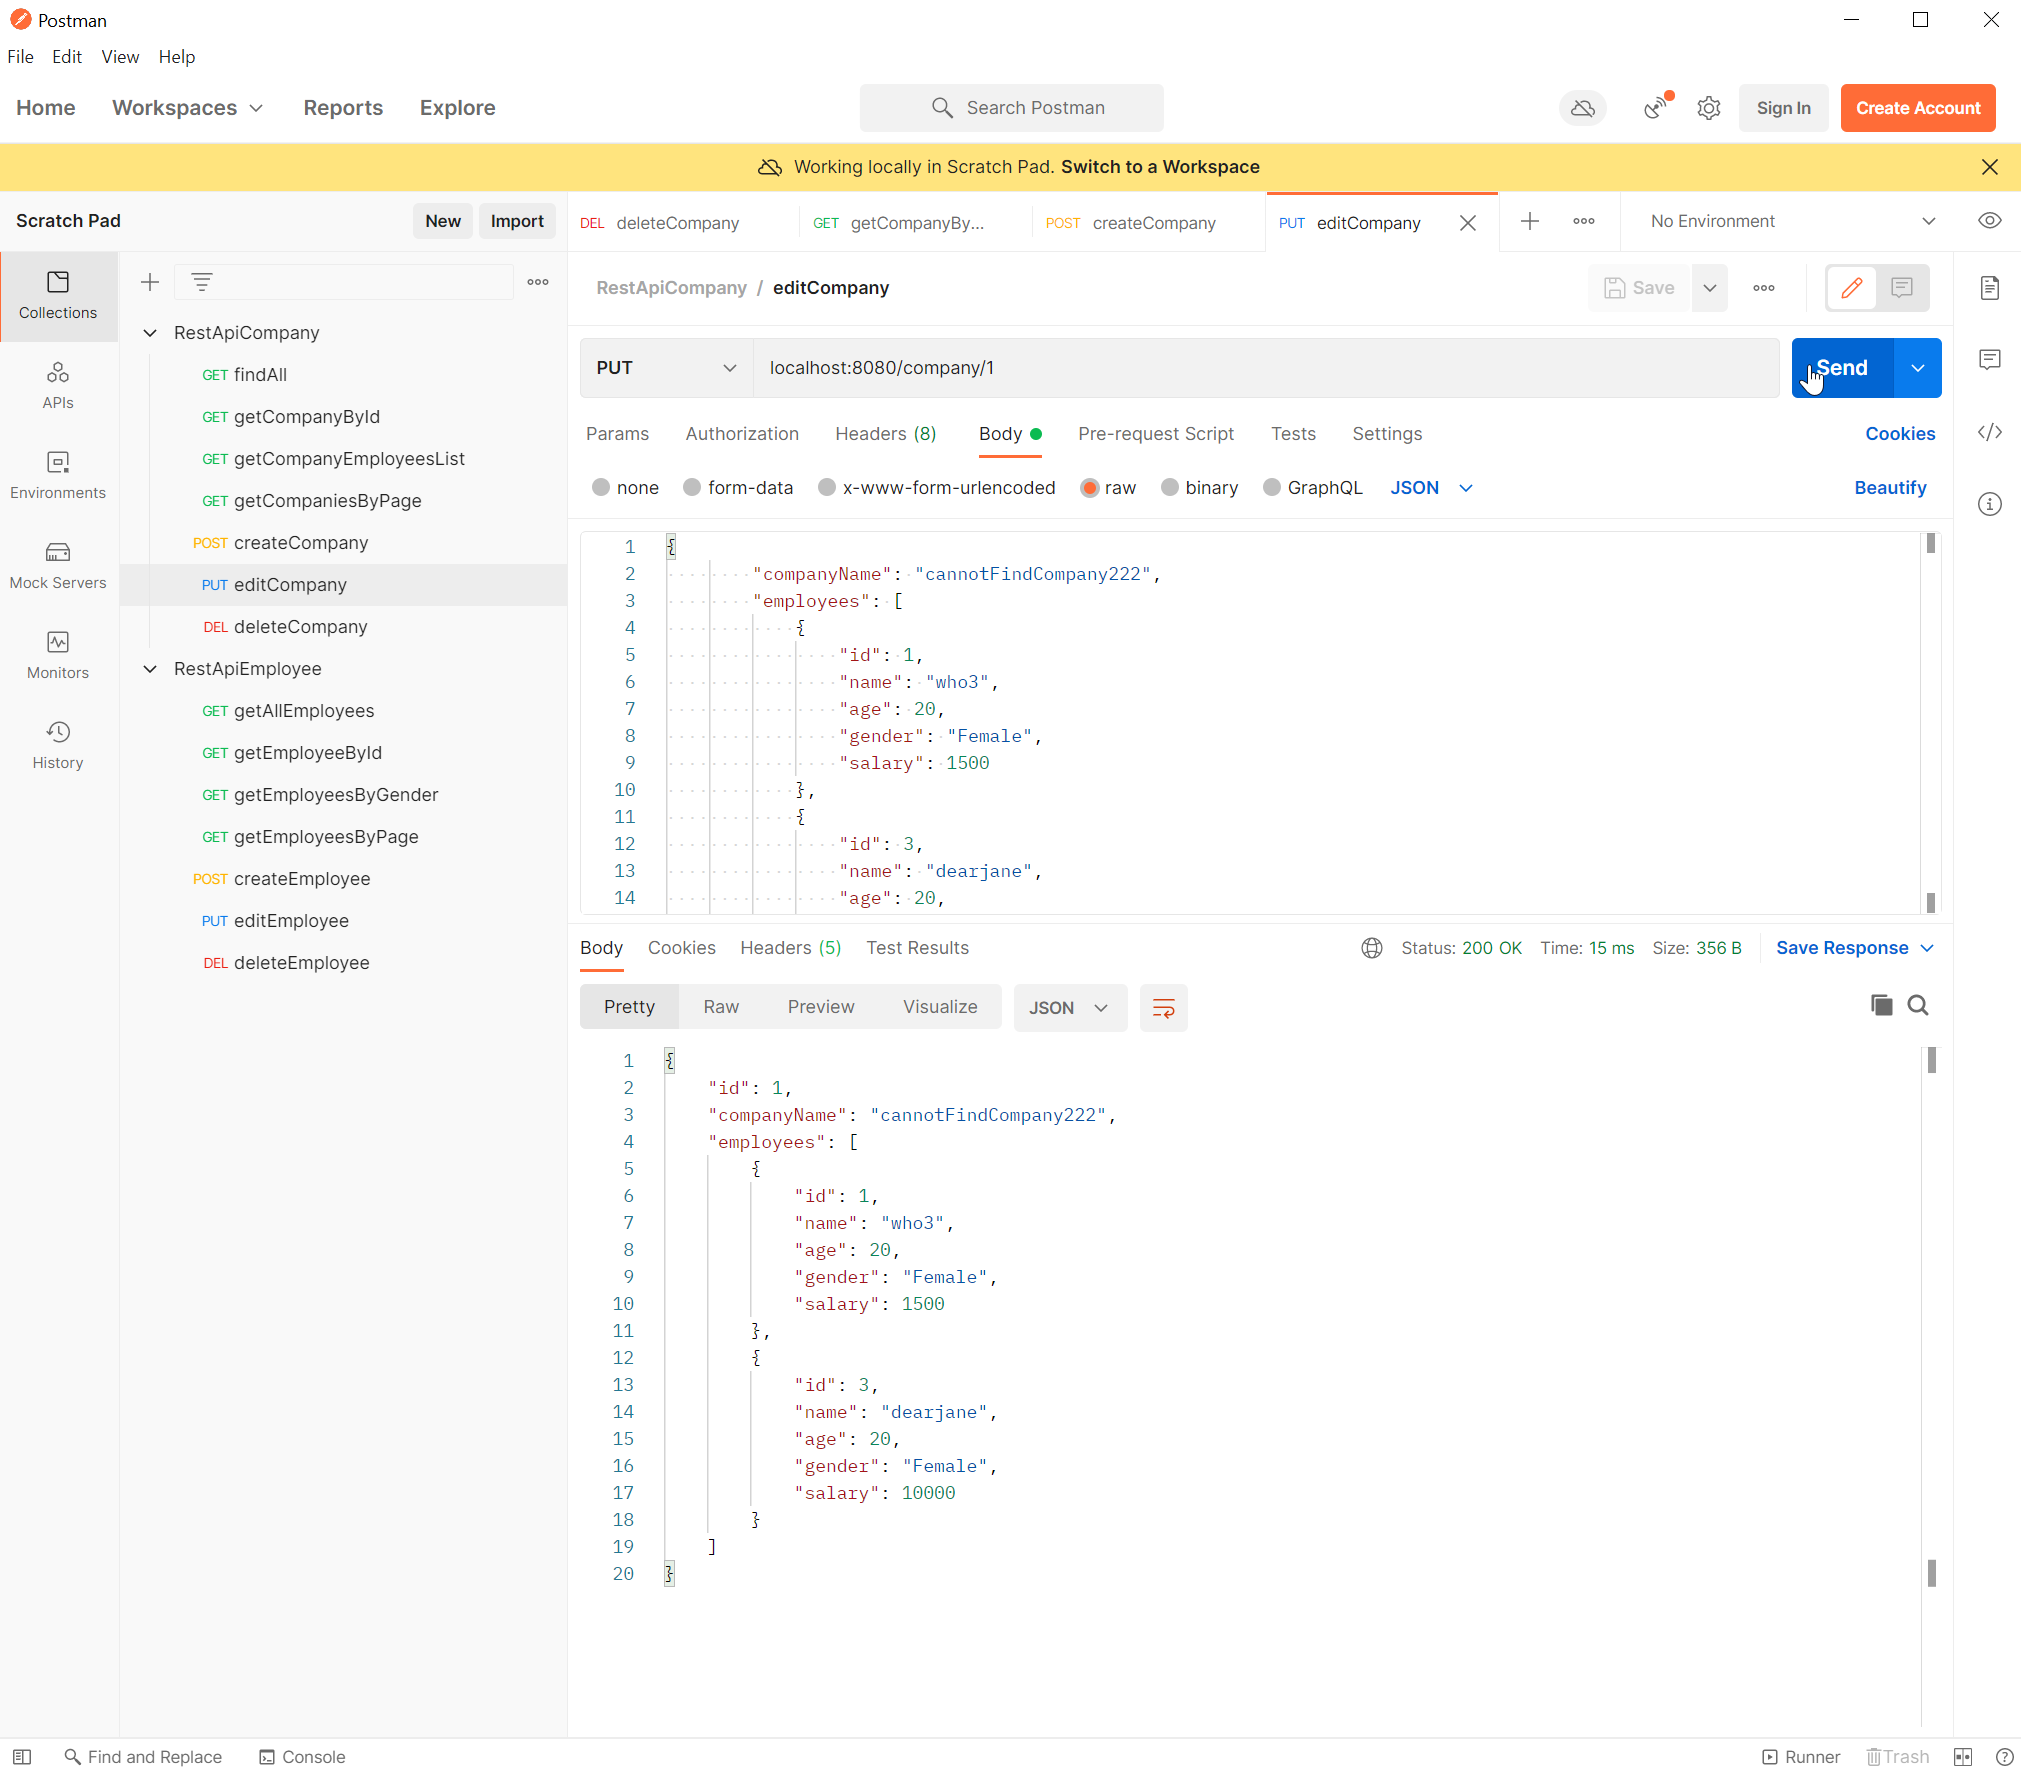 Postman
File Edit View Help
Home Workspaces Reports Explore Search Postman Sign In Create Account
Working locally in Scratch Pad. Switch to a Workspace
Scratch Pad New Import
DEL deleteCompany GET getCompanyBy... POST createCompany PUT editCompany No Environment
Collections
APIs
Environments
Mock Servers
Monitors
History
RestApiCompany
GET findAll
GET getCompanyById
GET getCompanyEmployeesList
GET getCompaniesByPage
POST createCompany
PUT editCompany
DEL deleteCompany
RestApiEmployee
GET getAllEmployees
GET getEmployeeById
GET getEmployeesByGender
GET getEmployeesByPage
POST createEmployee
PUT editEmployee
DEL deleteEmployee
RestApiCompany / editCompany Save
PUT localhost:8080/company/1 Send
Params Authorization Headers (8) Body Pre-request Script Tests Settings Cookies
none form-data x-www-form-urlencoded raw binary GraphQL JSON Beautify
1 {
2 "companyName": "cannotFindCompany222",
3 "employees": [
4 {
5 "id": 1,
6 "name": "who3",
7 "age": 20,
8 "gender": "Female",
9 "salary": 1500
10 },
11 {
12 "id": 3,
13 "name": "dearjane",
14 "age": 20,
Body Cookies Headers (5) Test Results Status: 200 OK Time: 15 ms Size: 356 B Save Response
Pretty Raw Preview Visualize JSON
1 {
2 "id": 1,
3 "companyName": "cannotFindCompany222",
4 "employees": [
5 {
6 "id": 1,
7 "name": "who3",
8 "age": 20,
9 "gender": "Female",
10 "salary": 1500
11 },
12 {
13 "id": 3,
14 "name": "dearjane",
15 "age": 20,
16 "gender": "Female",
17 "salary": 10000
18 }
19 ]
20 }
Find and Replace Console Runner Trash